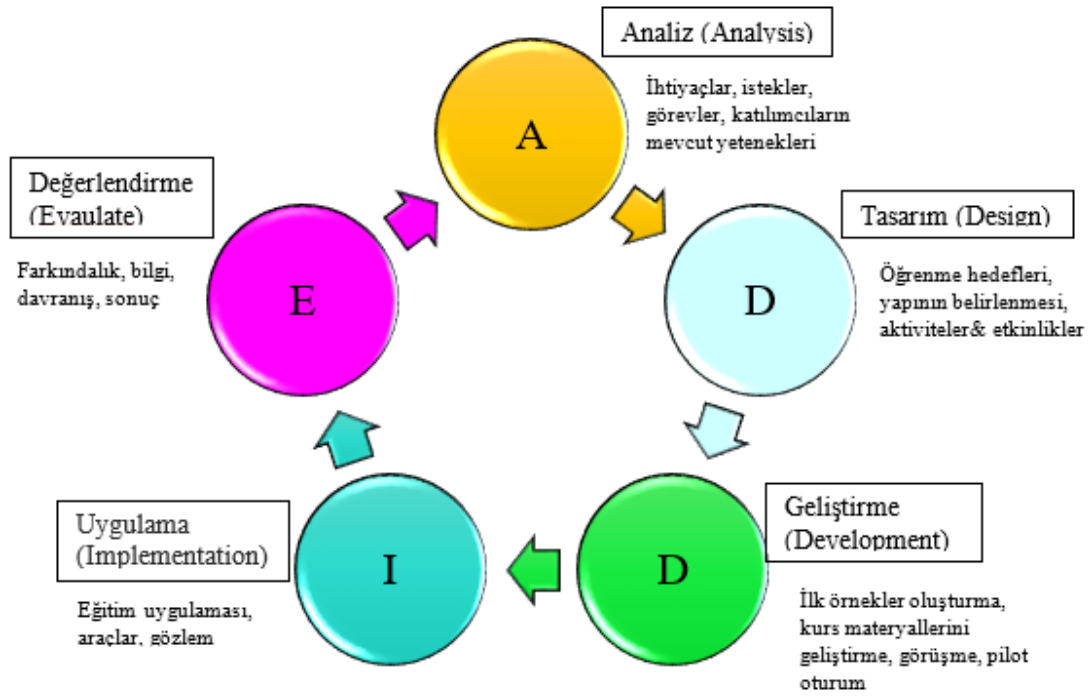 Analiz (Analysis)
İhtiyaçlar, istekler,
görevler, katılımcıların
mevcut yetenekleri
A
Tasarım (Design)
Öğrenme hedefleri,
yapının belirlenmesi,
aktiviteler& etkinlikler
D
Geliştirme
(Development)
İlk örnekler oluşturma,
kurs materyallerini
geliştirme, görüşme, pilot
oturum
D
Uygulama
(Implementation)
Eğitim uygulaması,
araçlar, gözlem
I
Değerlendirme
(Evaulate)
Farkındalık, bilgi,
davranış, sonuç
E